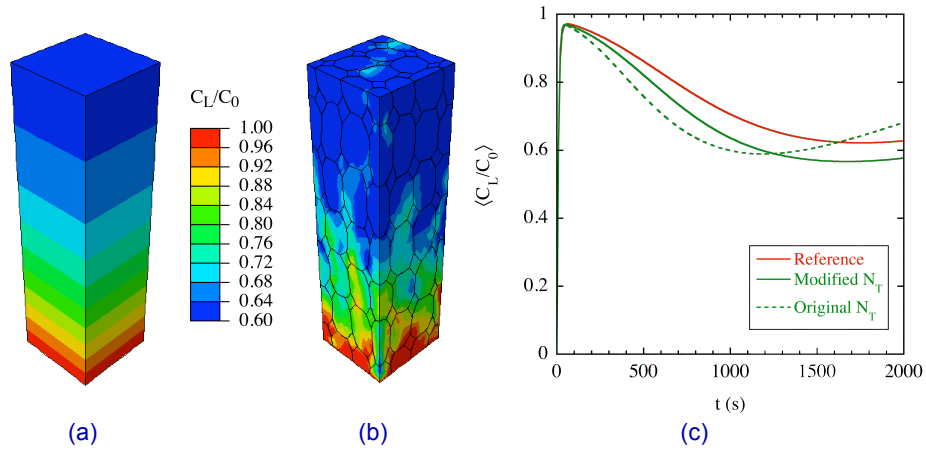 C_L/C_0
1.00
0.96
0.92
0.88
0.84
0.80
0.76
0.72
0.68
0.64
0.60
(a)
(b)
1
0.8
0.6
0.4
0.2
0
⟨C_L/C_0⟩
Reference
Modified N_T
Original N_T
0 500 1000 1500 2000
t (s)
(c)